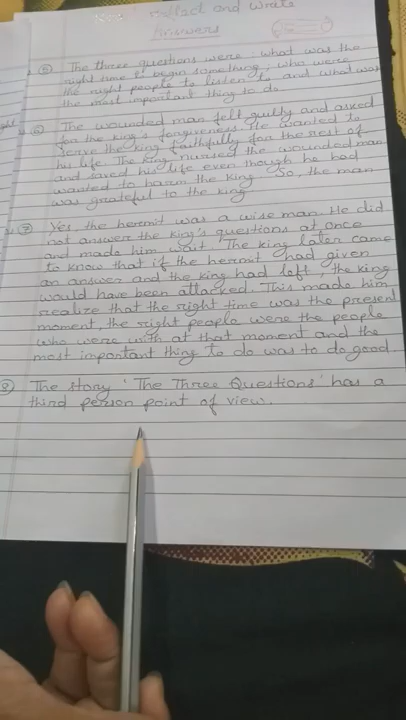 Reflect and Write
Answers
⑤ The three questions were: what was the
right time to begin something; who were
the right people to listen to and what was
the most important thing to do.
⑥ The wounded man felt guilty and asked
for the king's forgiveness. He wanted to
serve the king faithfully for the rest of
his life. The king nursed the wounded man
and saved his life even though he had
wanted to harm the king. So, the man
was grateful to the king.
⑦ Yes, the hermit was a wise man. He did
not answer the king's questions at once
and made him wait. The king later came
to know that if the hermit had given
an answer and the king had left, the king
would have been attacked. This made him
realize that the right time was the present
moment, the right people were the people
who were with at that moment and the
most important thing to do was to do good.
⑧ The story 'The Three Questions' has a
third person point of view.